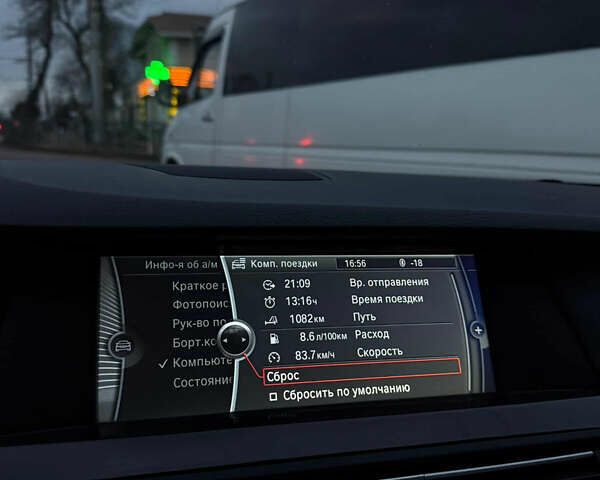 Инфо-я об а/м
Комп. поездки
16:56
-18
Краткое р
Фотопоис
Рук-во по
Борт.к
Компьюте
Состояни
21:09 Вр. отправления
13:16ч Время поездки
1082км Путь
8.6л/100км Расход
83.7км/ч Скорость
Сброс
Сбросить по умолчанию